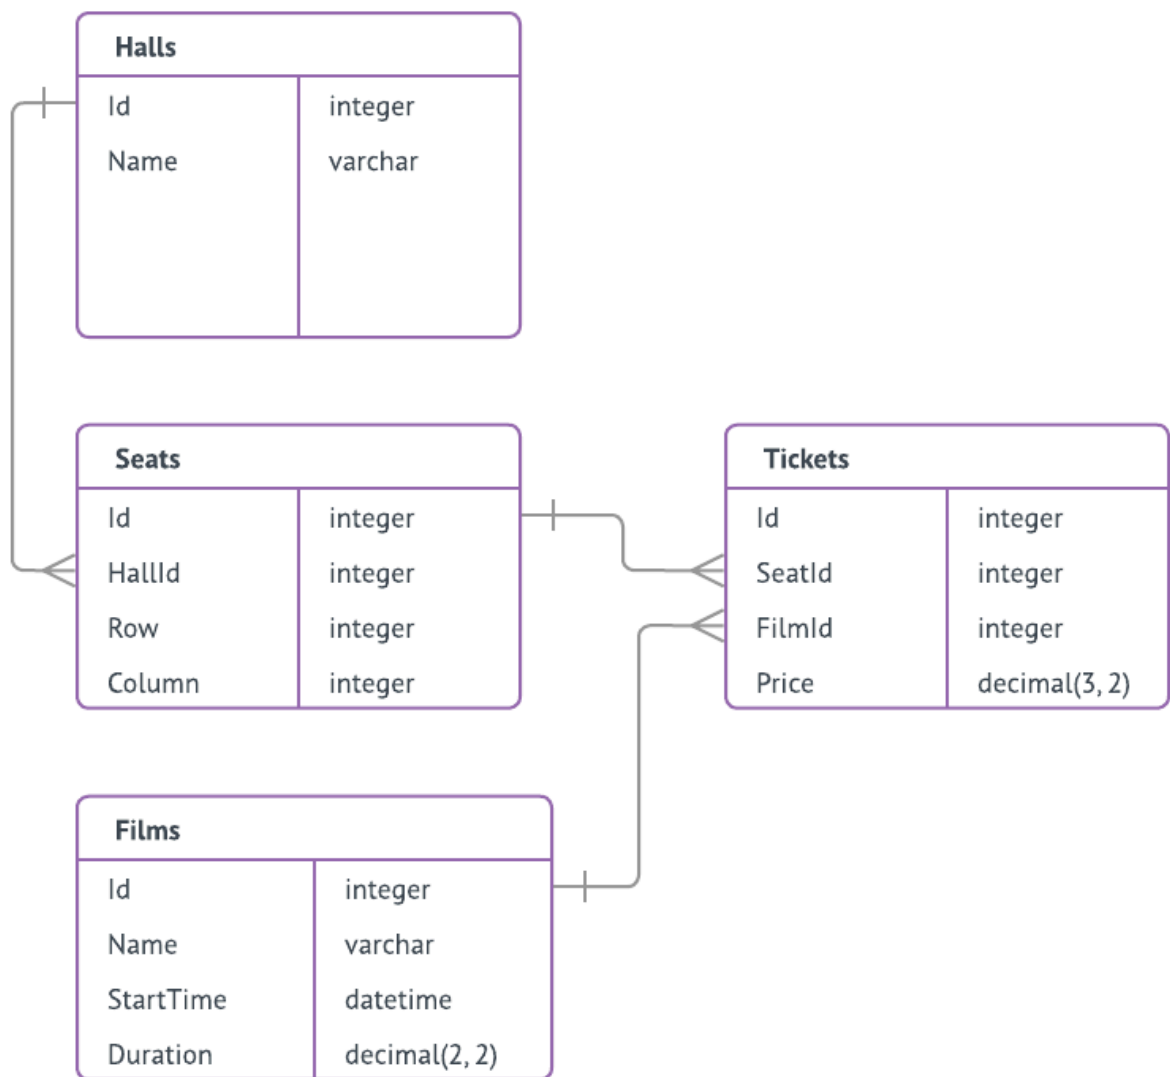 Halls
Id integer
Name varchar
Seats
Id integer
HallId integer
Row integer
Column integer
Tickets
Id integer
SeatId integer
FilmId integer
Price decimal(3, 2)
Films
Id integer
Name varchar
StartTime datetime
Duration decimal(2, 2)